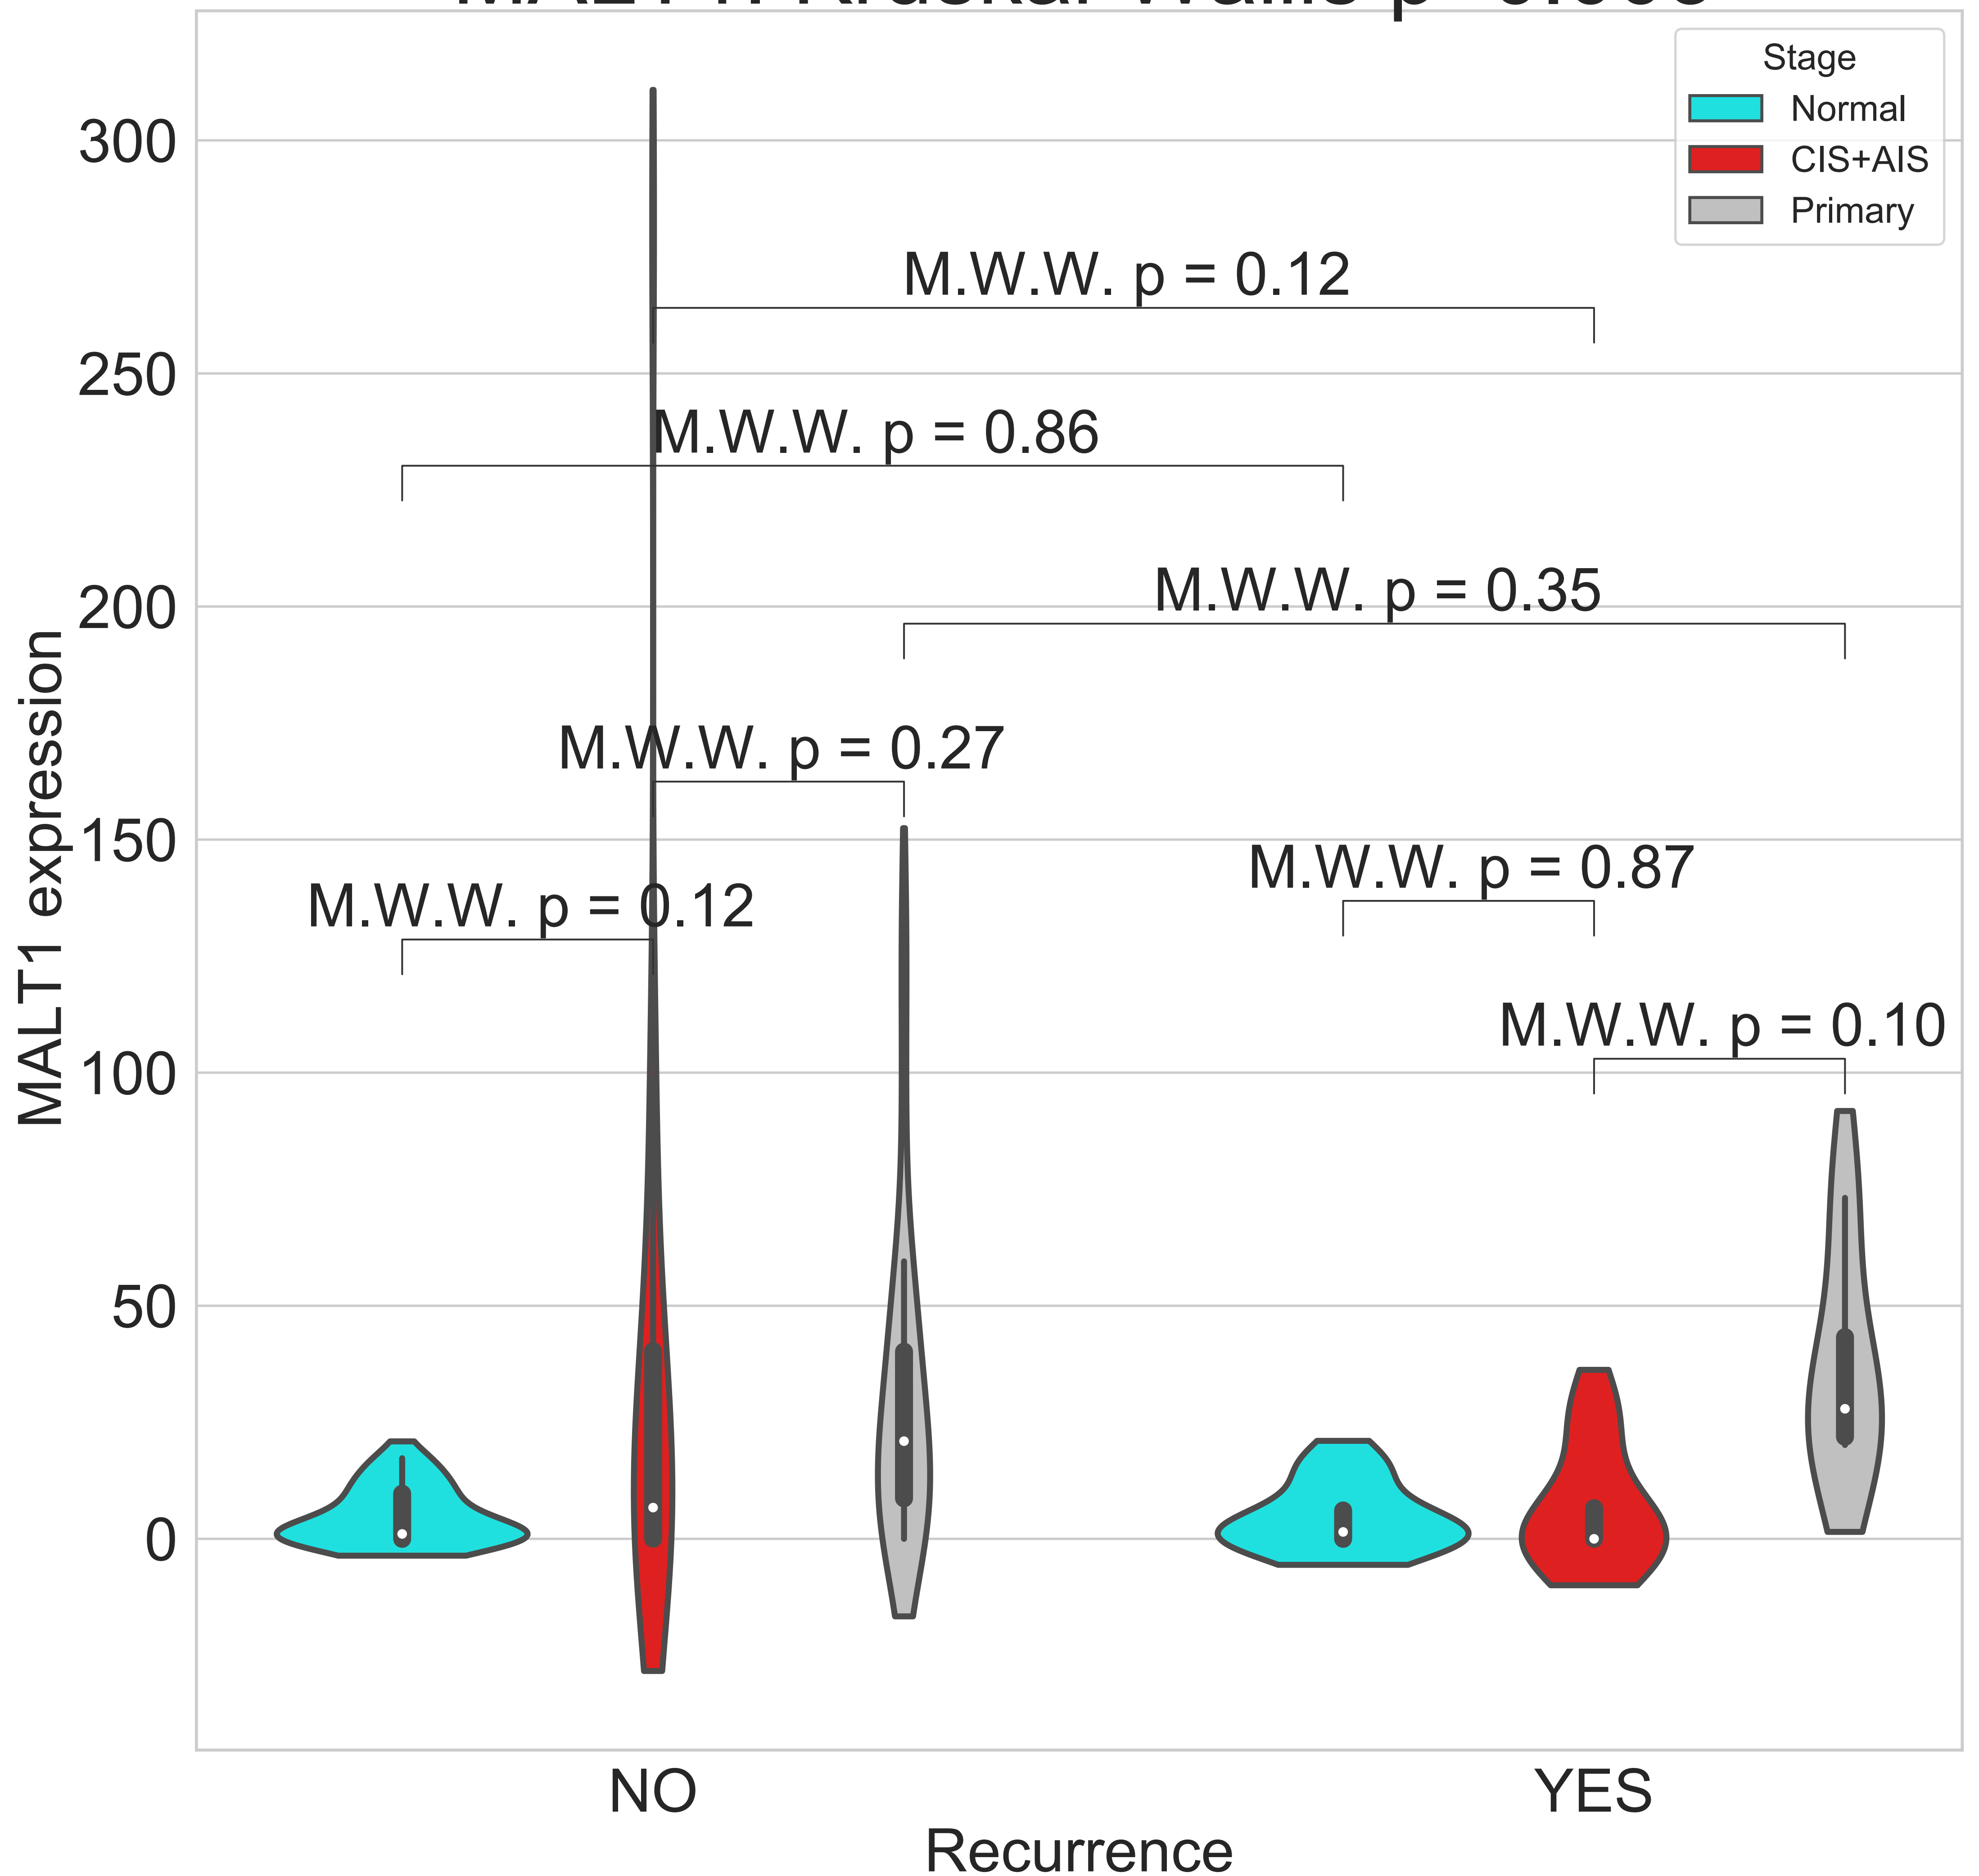 Stage
Normal
CIS+AIS
Primary
300
250
200
150
100
50
0
MALT1 expression
M.W.W. p = 0.12
M.W.W. p = 0.86
M.W.W. p = 0.35
M.W.W. p = 0.27
M.W.W. p = 0.87
M.W.W. p = 0.12
M.W.W. p = 0.10
NO
YES
Recurrence